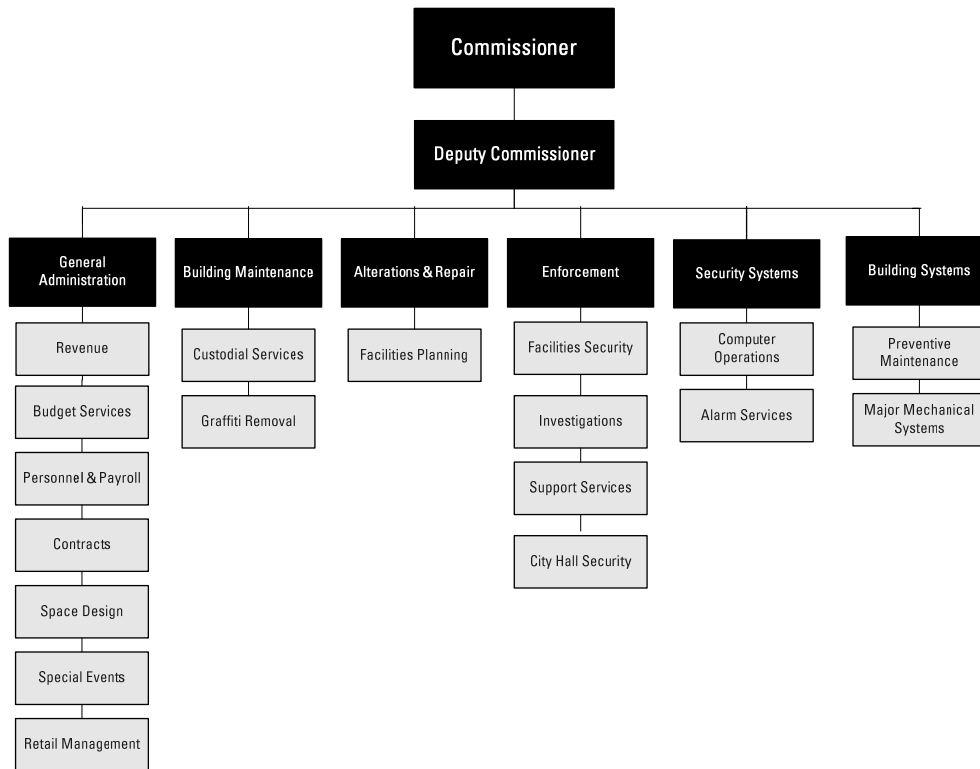 Commissioner
Deputy Commissioner
General
Administration
Building Maintenance
Alterations & Repair
Enforcement
Security Systems
Building Systems
Revenue
Budget Services
Personnel & Payroll
Contracts
Space Design
Special Events
Retail Management
Custodial Services
Graffiti Removal
Facilities Planning
Facilities Security
Investigations
Support Services
City Hall Security
Computer
Operations
Alarm Services
Preventive
Maintenance
Major Mechanical
Systems